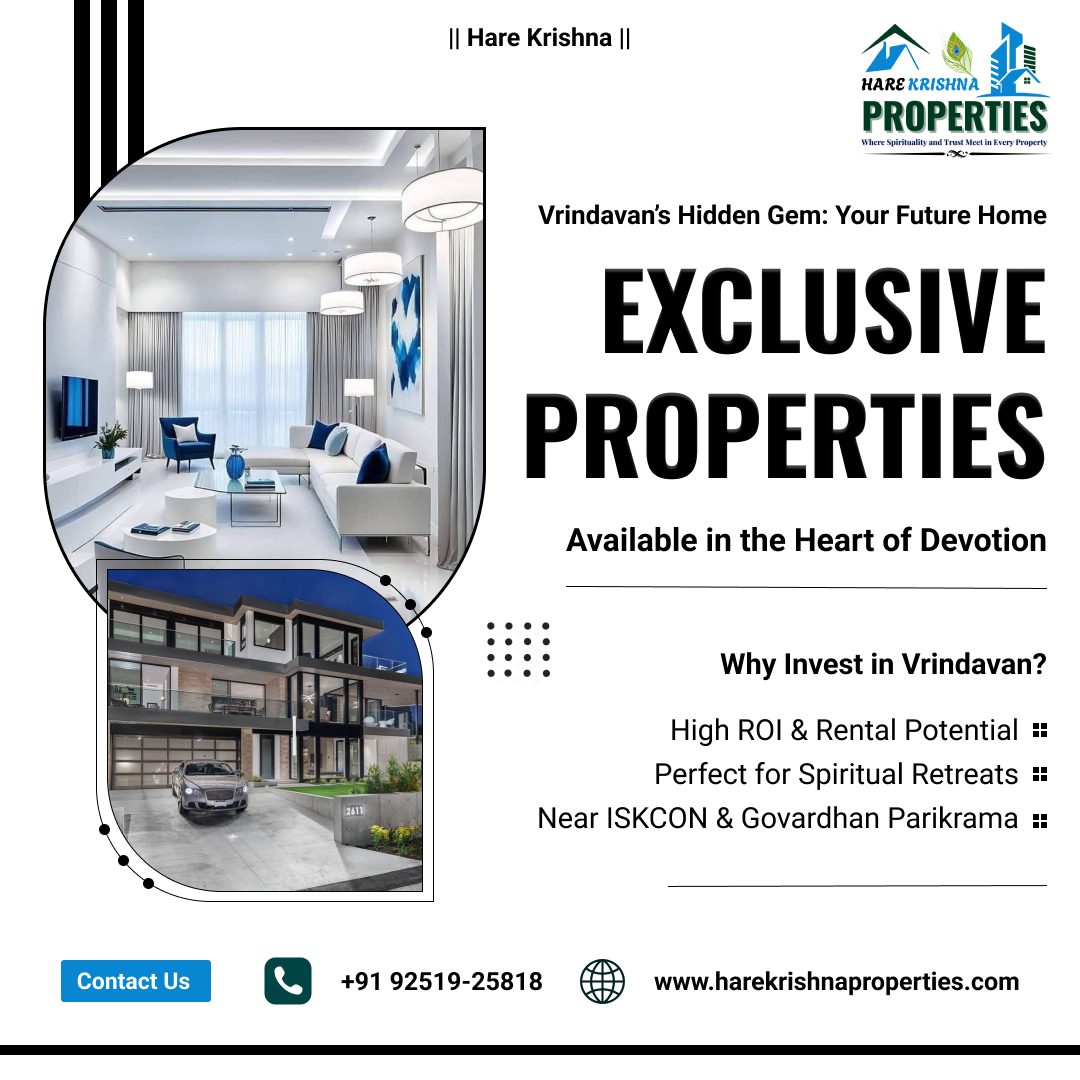 || Hare Krishna ||
HARE KRISHNA
PROPERTIES
Where Spirituality and Trust Meet in Every Property
Vrindavan’s Hidden Gem: Your Future Home
EXCLUSIVE
PROPERTIES
Available in the Heart of Devotion
Why Invest in Vrindavan?
High ROI & Rental Potential
Perfect for Spiritual Retreats
Near ISKCON & Govardhan Parikrama
2611
Contact Us
+91 92519-25818
www.harekrishnaproperties.com